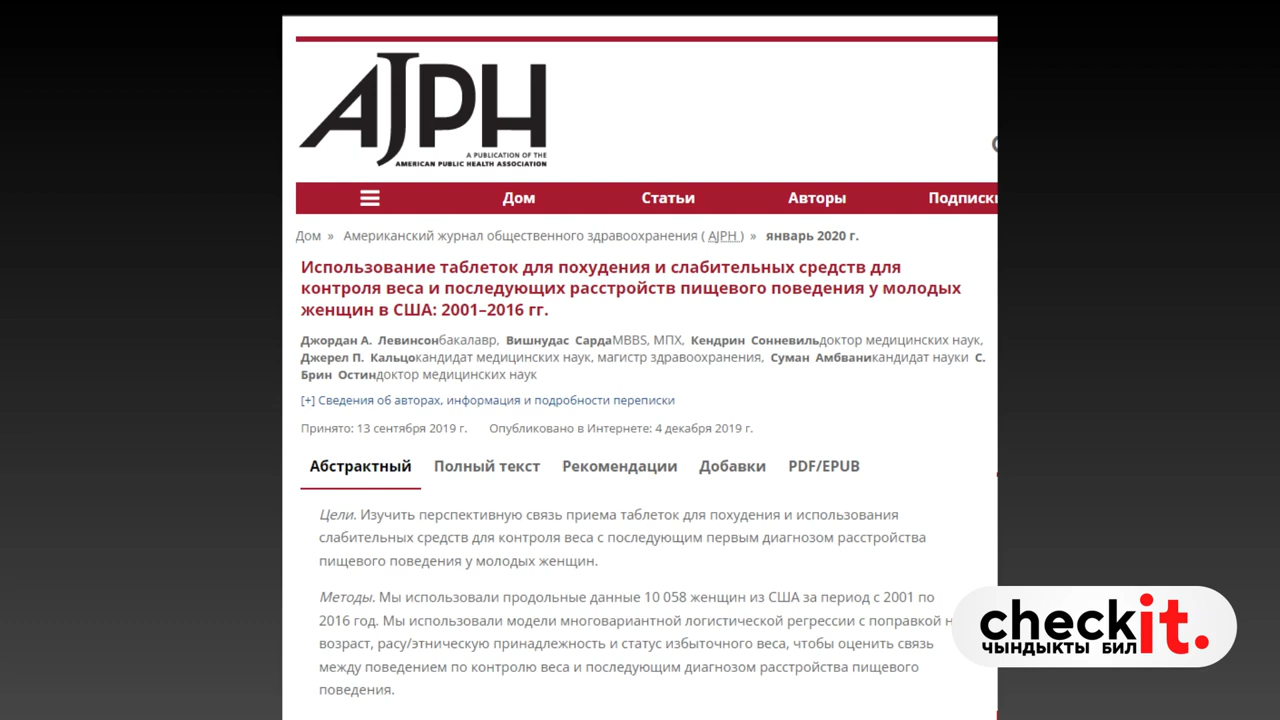 AJPH
A PUBLICATION OF THE
AMERICAN PUBLIC HEALTH ASSOCIATION
Дом Статьи Авторы Подписки
Дом » Американский журнал общественного здравоохранения ( AJPH ) » январь 2020 г.
Использование таблеток для похудения и слабительных средств для
контроля веса и последующих расстройств пищевого поведения у молодых
женщин в США: 2001–2016 гг.
Джордан А. Левинсонбакалавр, Вишнудас СардаMBBS, МПХ, Кендрин Сонневильдоктор медицинских наук,
Джерел П. Кальцокандидат медицинских наук, магистр здравоохранения, Суман Амбваникандидат науки С.
Брин Остиндоктор медицинских наук
[+] Сведения об авторах, информация и подробности переписки
Принято: 13 сентября 2019 г. Опубликовано в Интернете: 4 декабря 2019 г.
Абстрактный Полный текст Рекомендации Добавки PDF/EPUB
Цели. Изучить перспективную связь приема таблеток для похудения и использования
слабительных средств для контроля веса с последующим первым диагнозом расстройства
пищевого поведения у молодых женщин.
Методы. Мы использовали продольные данные 10 058 женщин из США за период с 2001 по
2016 год. Мы использовали модели многовариантной логистической регрессии с поправкой н
возраст, расу/этническую принадлежность и статус избыточного веса, чтобы оценить связь
между поведением по контролю веса и последующим диагнозом расстройства пищевого
поведения.
checkit.
чындыкты бил